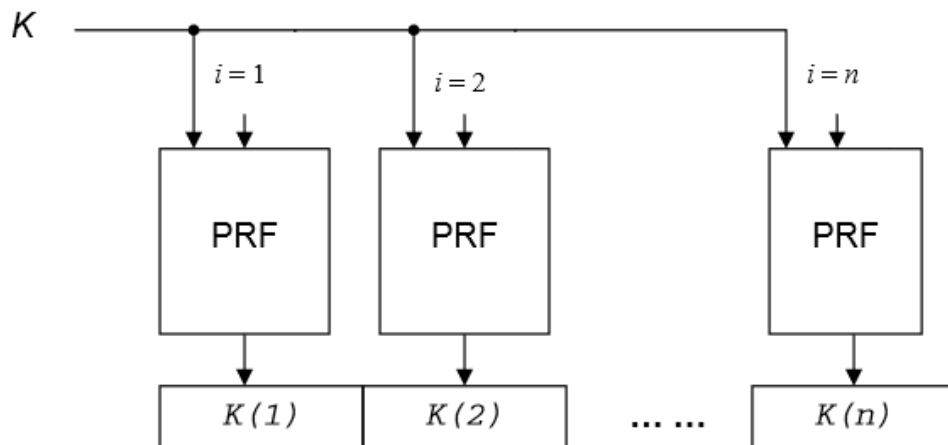 K
i = 1
i = 2
i = n
PRF
PRF
PRF
K(1)
K(2)
... ...
K(n)